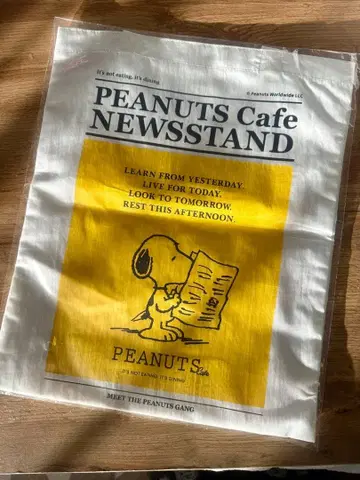 It's not eating, it's dining
© Peanuts Worldwide LLC
PEANUTS Cafe
NEWSSTAND
LEARN FROM YESTERDAY.
LIVE FOR TODAY.
LOOK TO TOMORROW.
REST THIS AFTERNOON.
PEANUTS Cafe
IT'S NOT EATING, IT'S DINING
MEET THE PEANUTS GANG